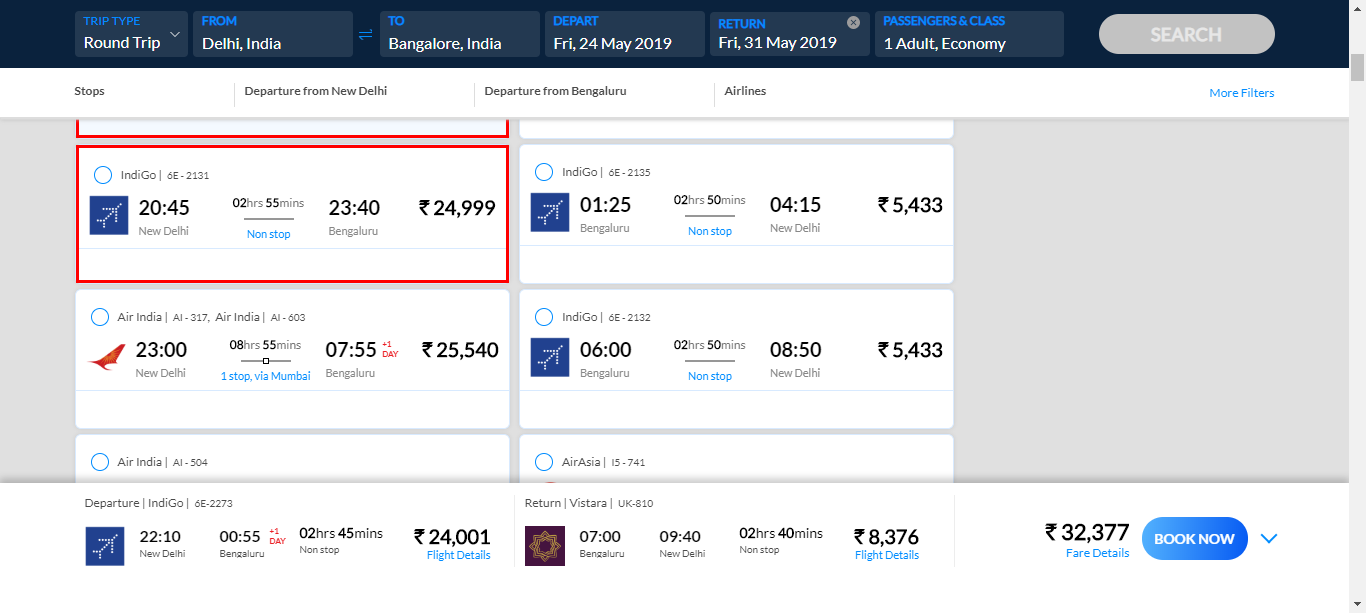 TRIP TYPE
Round Trip
FROM
Delhi, India
TO
Bangalore, India
DEPART
Fri, 24 May 2019
RETURN
Fri, 31 May 2019
PASSENGERS & CLASS
1 Adult, Economy
SEARCH
Stops
Departure from New Delhi
Departure from Bengaluru
Airlines
More Filters
IndiGo | 6E - 2131
20:45
New Delhi
02hrs 55mins
Non stop
23:40
Bengaluru
₹ 24,999
IndiGo | 6E - 2135
01:25
Bengaluru
02hrs 50mins
Non stop
04:15
New Delhi
₹ 5,433
Air India | AI - 317, Air India | AI - 603
23:00
New Delhi
08hrs 55mins
1 stop, via Mumbai
07:55 +1 DAY
Bengaluru
₹ 25,540
IndiGo | 6E - 2132
06:00
Bengaluru
02hrs 50mins
Non stop
08:50
New Delhi
₹ 5,433
Air India | AI - 504
AirAsia | I5 - 741
Departure | IndiGo | 6E-2273
22:10
New Delhi
00:55 +1 DAY
Bengaluru
02hrs 45mins
Non stop
₹ 24,001
Flight Details
Return | Vistara | UK-810
07:00
Bengaluru
09:40
New Delhi
02hrs 40mins
Non stop
₹ 8,376
Flight Details
₹ 32,377
Fare Details
BOOK NOW